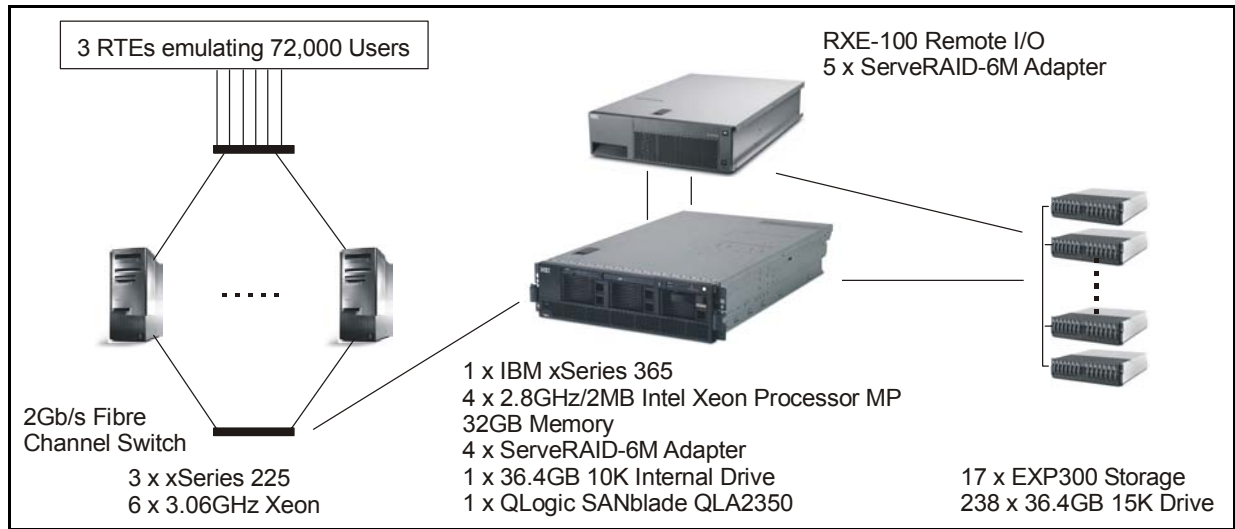 3 RTEs emulating 72,000 Users
RXE-100 Remote I/O
5 x ServeRAID-6M Adapter
2Gb/s Fibre
Channel Switch
3 x xSeries 225
6 x 3.06GHz Xeon
1 x IBM xSeries 365
4 x 2.8GHz/2MB Intel Xeon Processor MP
32GB Memory
4 x ServeRAID-6M Adapter
1 x 36.4GB 10K Internal Drive
1 x QLogic SANblade QLA2350
17 x EXP300 Storage
238 x 36.4GB 15K Drive